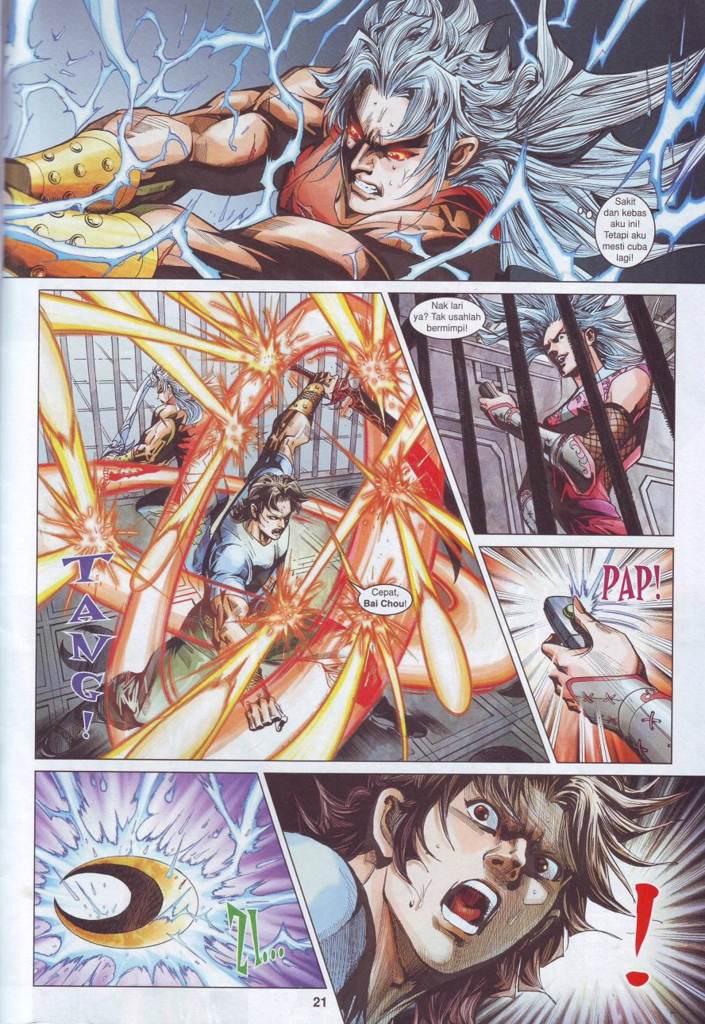 Sakit
dan kebas
aku ini!
Tetapi aku
mesti cuba
lagi!
Nak lari
ya? Tak usahlah
bermimpi!
Cepat,
Bai Chou!
TANG!
PAP!
ZI...
!
21